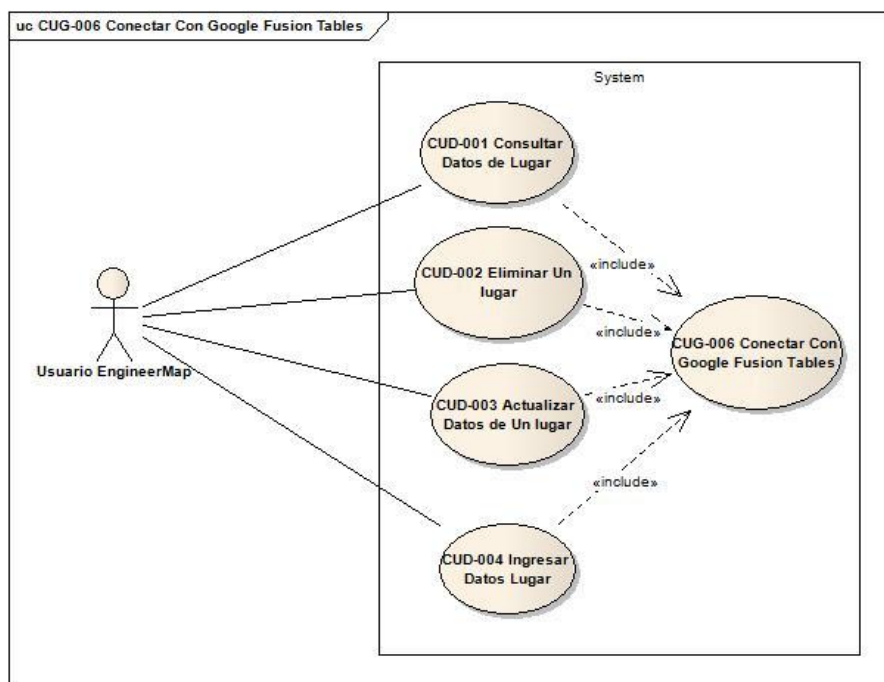 uc CUG-006 Conectar Con Google Fusion Tables
System
CUD-001 Consultar
Datos de Lugar
«include»
CUD-002 Eliminar Un
lugar
«include»
CUG-006 Conectar Con
Google Fusion Tables
Usuario EngineerMap
CUD-003 Actualizar
Datos de Un lugar
«include»
«include»
CUD-004 Ingresar
Datos Lugar